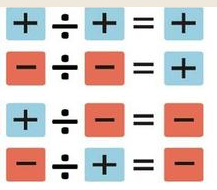 + ÷ + = +
− ÷ − = +
+ ÷ − = −
− ÷ + = −